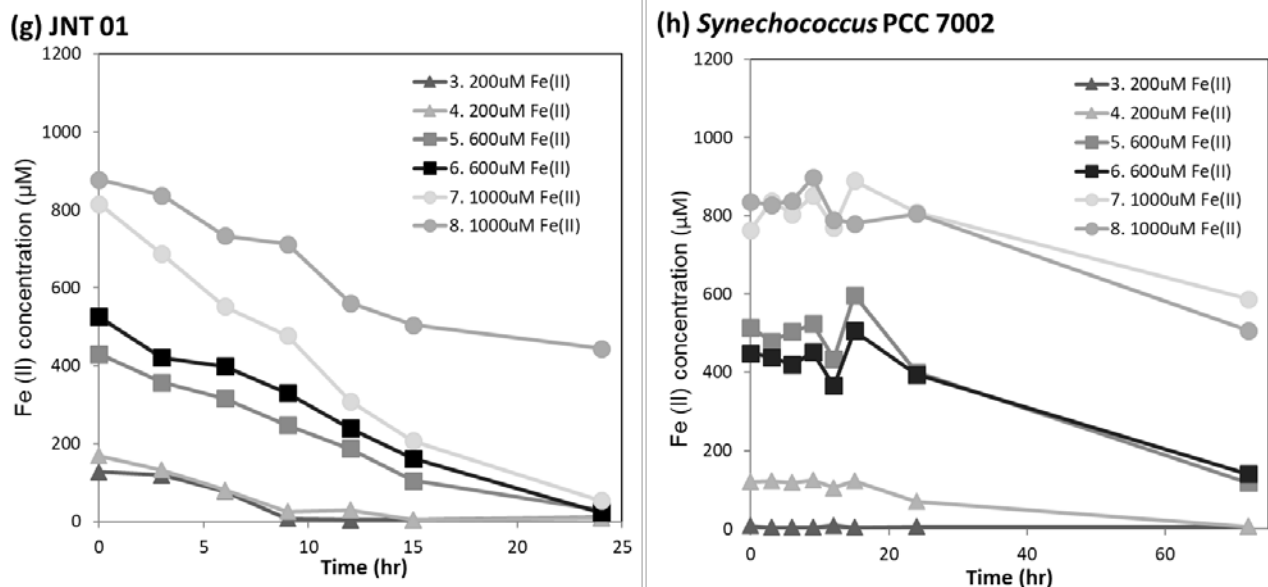 (g) JNT 01
1200
1000
800
600
400
200
0
Fe (II) concentration (µM)
0 5 10 15 20 25
Time (hr)
3. 200uM Fe(II)
4. 200uM Fe(II)
5. 600uM Fe(II)
6. 600uM Fe(II)
7. 1000uM Fe(II)
8. 1000uM Fe(II)
(h) Synechococcus PCC 7002
1200
1000
800
600
400
200
0
Fe (II) concentration (µM)
0 20 40 60
Time (hr)
3. 200uM Fe(II)
4. 200uM Fe(II)
5. 600uM Fe(II)
6. 600uM Fe(II)
7. 1000uM Fe(II)
8. 1000uM Fe(II)